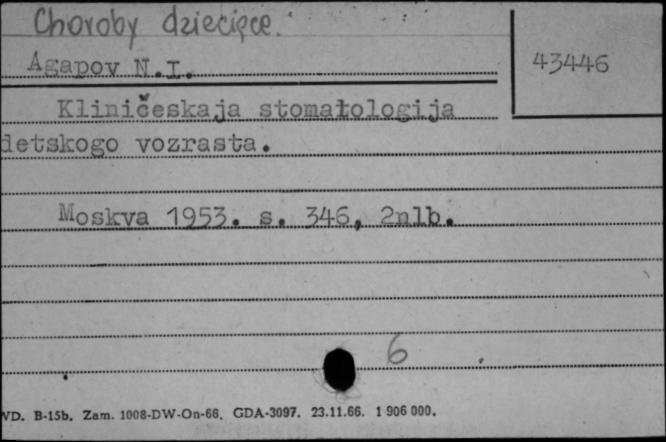 Choroby dziecięce.
Agapov N.I.
43446
Kliničeskaja stomatologija
detskogo vozrasta.
Moskva 1953. s. 346, 2nlb.
6
WD. B-15b. Zam. 1008-DW-On-66. GDA-3097. 23.11.66. 1 906 000.